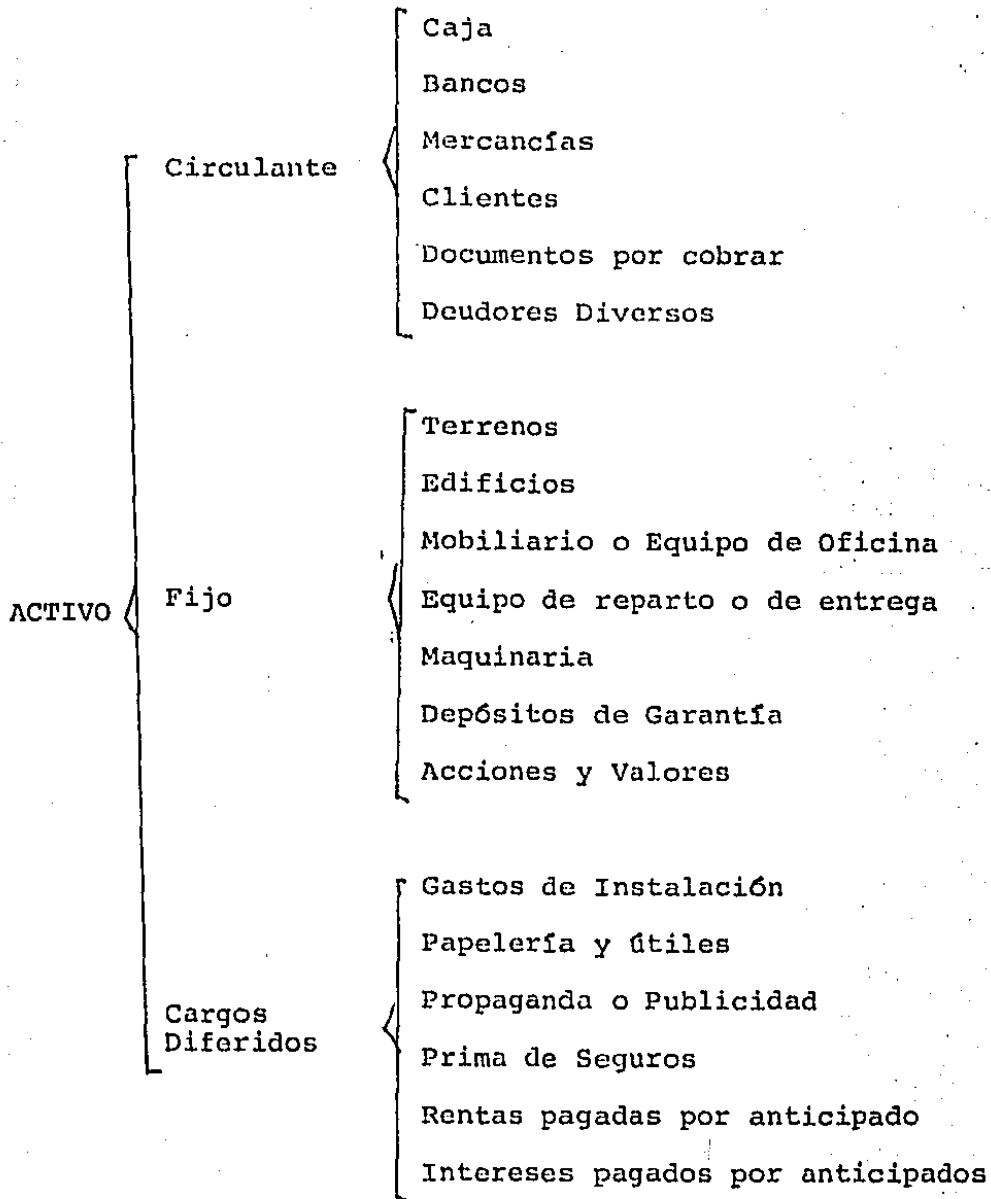 Caja
Bancos
Mercancías
Circulante
Clientes
Documentos por cobrar
Deudores Diversos
Terrenos
Edificios
Mobiliario o Equipo de Oficina
ACTIVO
Fijo
Equipo de reparto o de entrega
Maquinaria
Depósitos de Garantía
Acciones y Valores
Gastos de Instalación
Papelería y útiles
Propaganda o Publicidad
Cargos
Diferidos
Prima de Seguros
Rentas pagadas por anticipado
Intereses pagados por anticipados